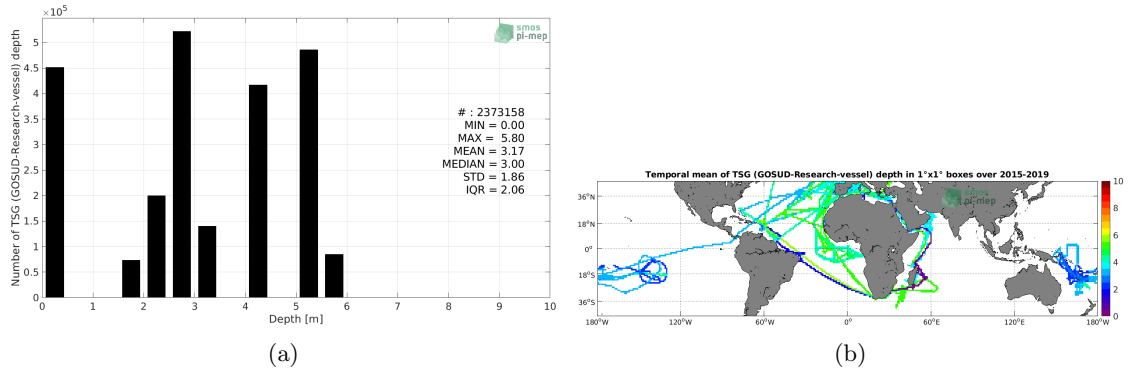 ×10⁵
5
4.5
4
3.5
3
2.5
2
1.5
1
0.5
0
Number of TSG (GOSUD-Research-vessel) depth
smos
pi-mep
# : 2373158
MIN = 0.00
MAX = 5.80
MEAN = 3.17
MEDIAN = 3.00
STD = 1.86
IQR = 2.06
0 1 2 3 4 5 6 7 8 9 10
Depth [m]
(a)
Temporal mean of TSG (GOSUD-Research-vessel) depth in 1°x1° boxes over 2015-2019
smos
pi-mep
36°N
18°N
0°
18°S
36°S
180°W 120°W 60°W 0° 60°E 120°E 180°W
10
8
6
4
2
0
(b)